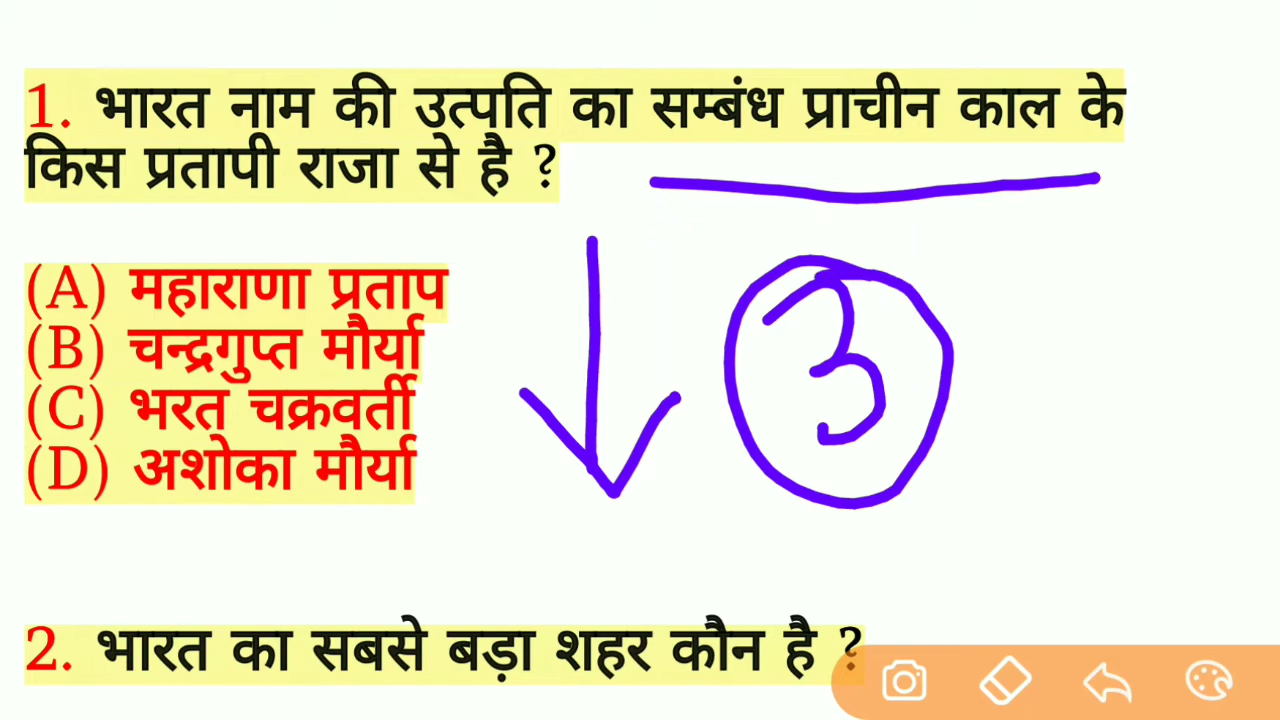 1. भारत नाम की उत्पति का सम्बंध प्राचीन काल के
किस प्रतापी राजा से है ?
(A) महाराणा प्रताप
(B) चन्द्रगुप्त मौर्या
(C) भरत चक्रवर्ती
(D) अशोका मौर्या
3
2. भारत का सबसे बड़ा शहर कौन है ?